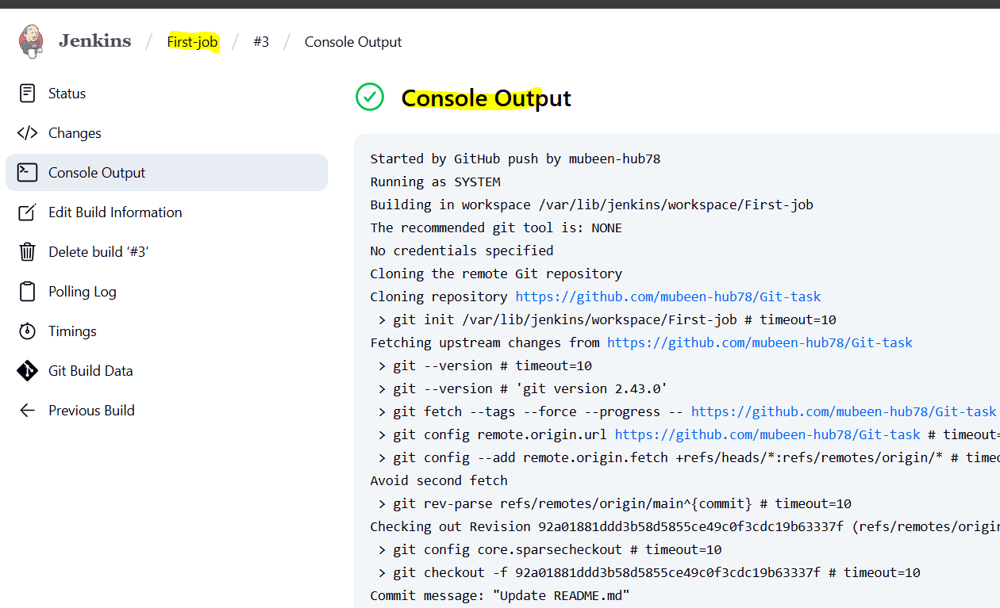 Jenkins / First-job / #3 / Console Output
Status
Changes
Console Output
Edit Build Information
Delete build ‘#3’
Polling Log
Timings
Git Build Data
Previous Build
Console Output
Started by GitHub push by mubeen-hub78
Running as SYSTEM
Building in workspace /var/lib/jenkins/workspace/First-job
The recommended git tool is: NONE
No credentials specified
Cloning the remote Git repository
Cloning repository https://github.com/mubeen-hub78/Git-task
> git init /var/lib/jenkins/workspace/First-job # timeout=10
Fetching upstream changes from https://github.com/mubeen-hub78/Git-task
> git --version # timeout=10
> git --version # 'git version 2.43.0'
> git fetch --tags --force --progress -- https://github.com/mubeen-hub78/Git-task
> git config remote.origin.url https://github.com/mubeen-hub78/Git-task # timeout=
> git config --add remote.origin.fetch +refs/heads/*:refs/remotes/origin/* # timeo
Avoid second fetch
> git rev-parse refs/remotes/origin/main^{commit} # timeout=10
Checking out Revision 92a01881ddd3b58d5855ce49c0f3cdc19b63337f (refs/remotes/origin
> git config core.sparsecheckout # timeout=10
> git checkout -f 92a01881ddd3b58d5855ce49c0f3cdc19b63337f # timeout=10
Commit message: "Update README.md"